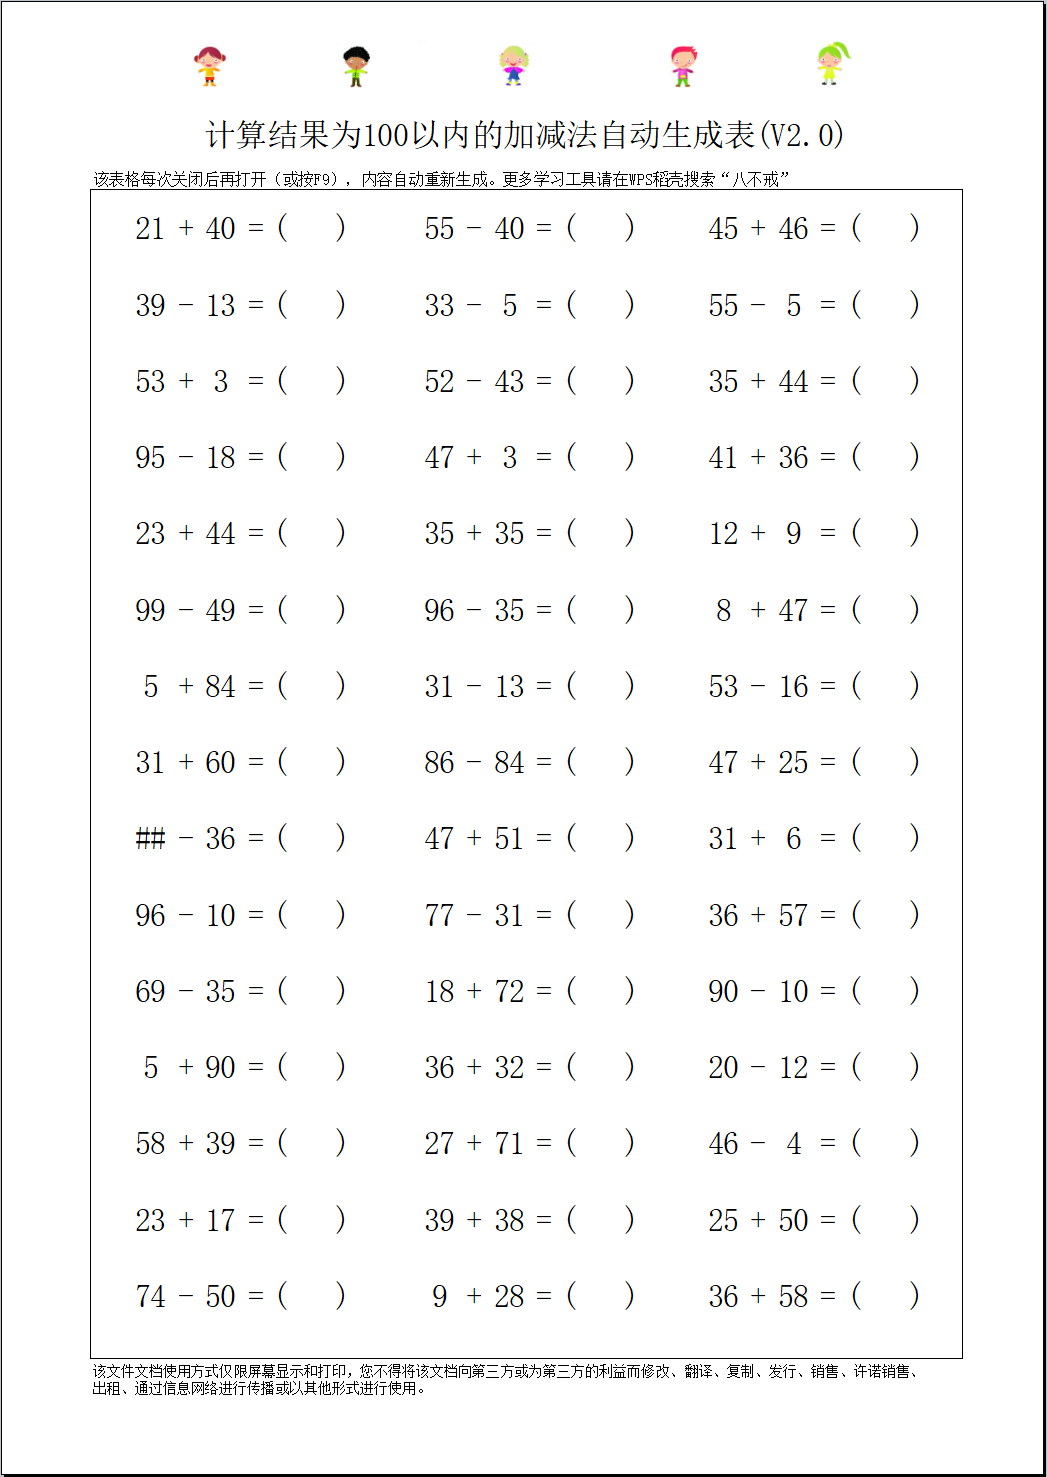 计算结果为100以内的加减法自动生成表(V2.0)
该表格每次关闭后再打开（或按F9），内容自动重新生成。更多学习工具请在WPS稻壳搜索“八不戒”
21 + 40 = ( ) 55 - 40 = ( ) 45 + 46 = ( )
39 - 13 = ( ) 33 - 5 = ( ) 55 - 5 = ( )
53 + 3 = ( ) 52 - 43 = ( ) 35 + 44 = ( )
95 - 18 = ( ) 47 + 3 = ( ) 41 + 36 = ( )
23 + 44 = ( ) 35 + 35 = ( ) 12 + 9 = ( )
99 - 49 = ( ) 96 - 35 = ( ) 8 + 47 = ( )
5 + 84 = ( ) 31 - 13 = ( ) 53 - 16 = ( )
31 + 60 = ( ) 86 - 84 = ( ) 47 + 25 = ( )
## - 36 = ( ) 47 + 51 = ( ) 31 + 6 = ( )
96 - 10 = ( ) 77 - 31 = ( ) 36 + 57 = ( )
69 - 35 = ( ) 18 + 72 = ( ) 90 - 10 = ( )
5 + 90 = ( ) 36 + 32 = ( ) 20 - 12 = ( )
58 + 39 = ( ) 27 + 71 = ( ) 46 - 4 = ( )
23 + 17 = ( ) 39 + 38 = ( ) 25 + 50 = ( )
74 - 50 = ( ) 9 + 28 = ( ) 36 + 58 = ( )
该文件文档使用方式仅限屏幕显示和打印，您不得将该文档向第三方或为第三方的利益而修改、翻译、复制、发行、销售、许诺销售、
出租、通过信息网络进行传播或以其他形式进行使用。